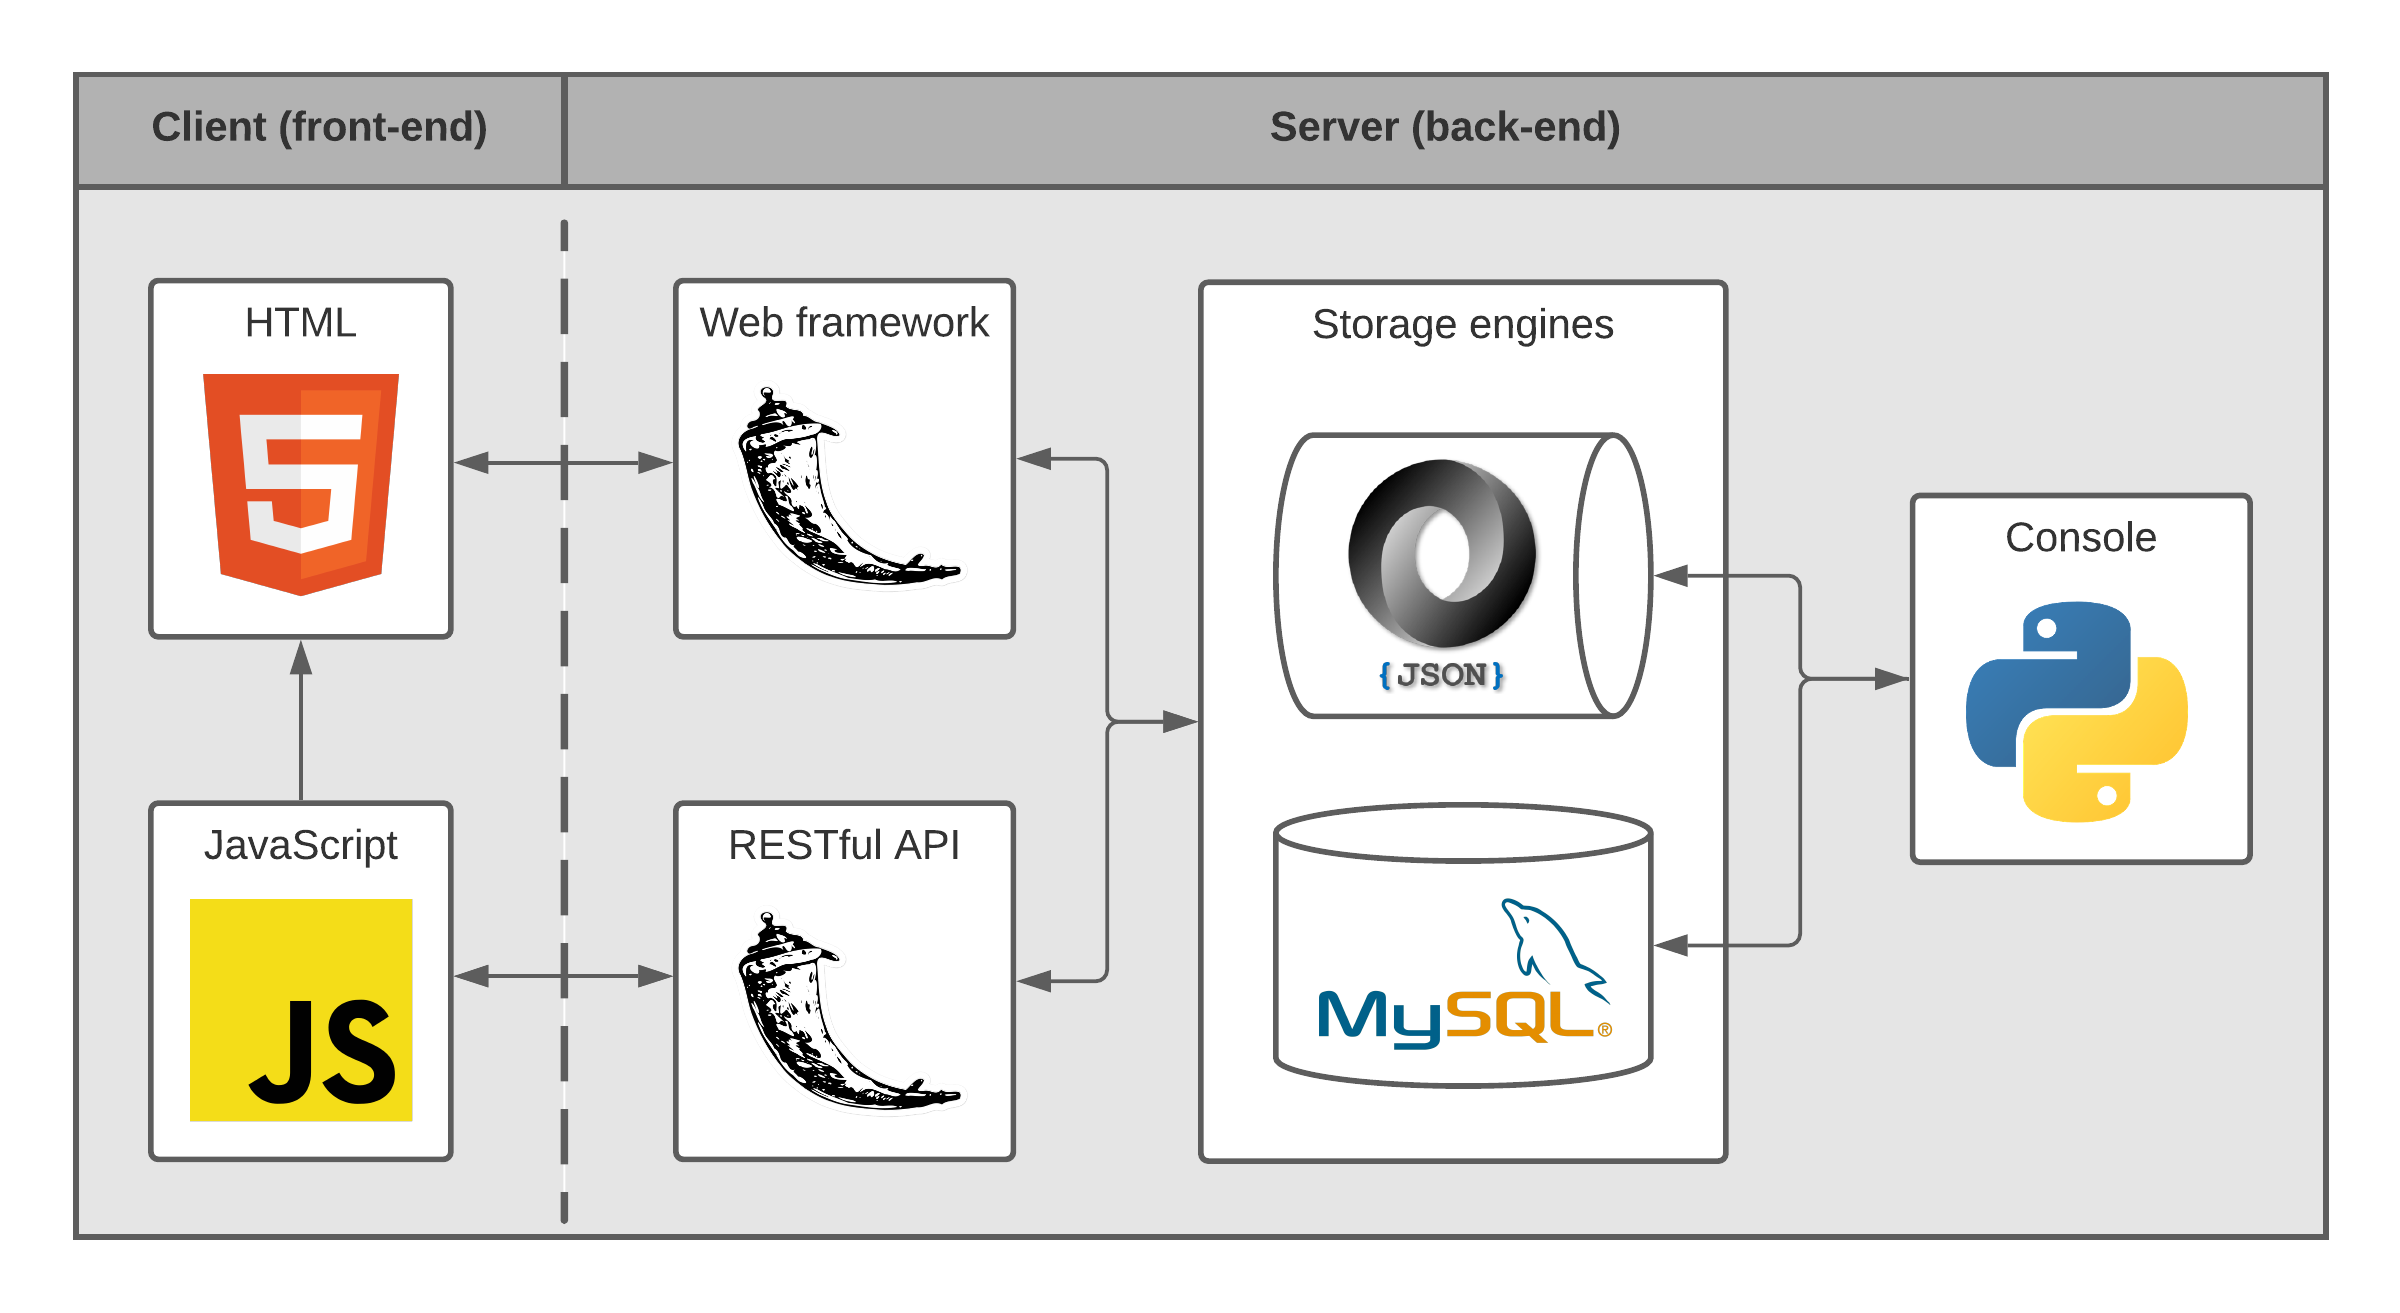 Client (front-end)
Server (back-end)
HTML
5
Web framework
Storage engines
{JSON}
Console
JavaScript
JS
RESTful API
MySQL®